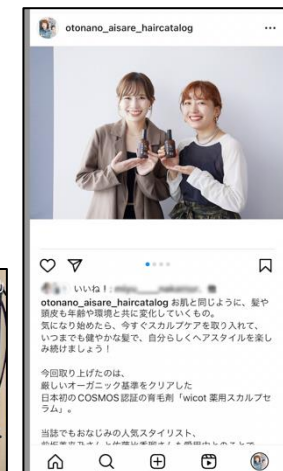 otonano_aisare_haircatalog
いいね!:
otonano_aisare_haircatalog お肌と同じように、髪や
頭皮も年齢や環境と共に変化していくもの。
気になり始めたら、今すぐスカルプケアを取り入れて、
いつまでも健やかな髪で、自分らしくヘアスタイルを楽し
み続けましょう!
今回取り上げたのは、
厳しいオーガニック基準をクリアした
日本初のCOSMOS認証の育毛剤「wicot 薬用スカルプセ
ラム」。
当誌でもおなじみの人気スタイリスト、